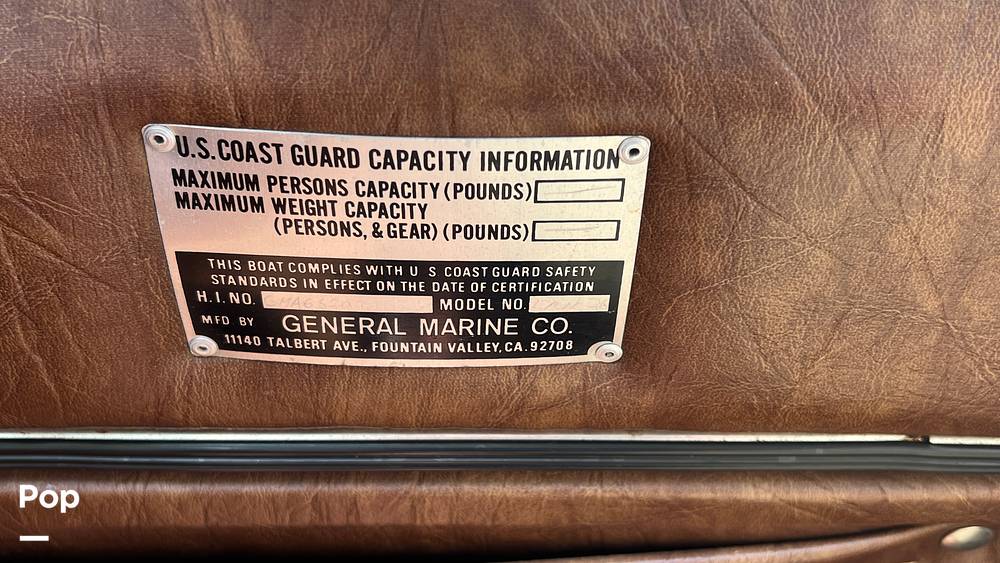 U.S. COAST GUARD CAPACITY INFORMATION
MAXIMUM PERSONS CAPACITY (POUNDS)
MAXIMUM WEIGHT CAPACITY
(PERSONS, & GEAR) (POUNDS)
THIS BOAT COMPLIES WITH U S COAST GUARD SAFETY
STANDARDS IN EFFECT ON THE DATE OF CERTIFICATION
H.I. NO. MODEL NO.
MFD BY GENERAL MARINE CO.
11140 TALBERT AVE., FOUNTAIN VALLEY, CA. 92708
Pop